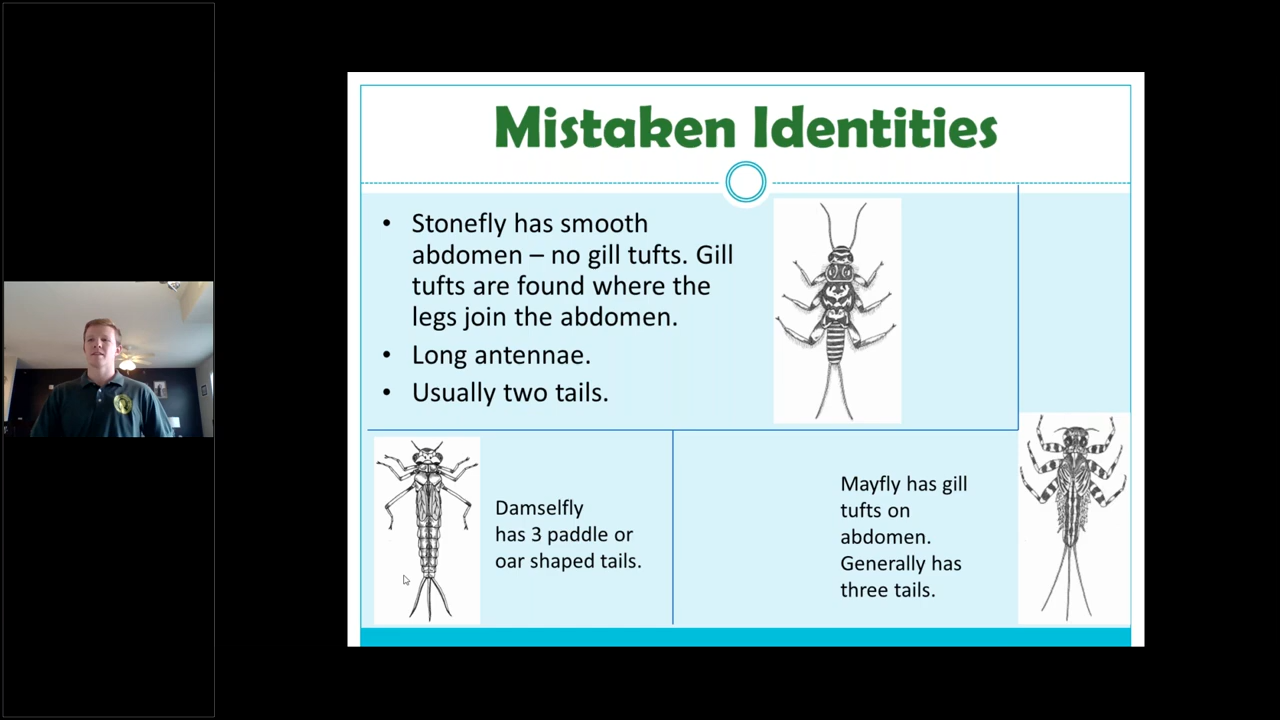 Mistaken Identities
• Stonefly has smooth
abdomen – no gill tufts. Gill
tufts are found where the
legs join the abdomen.
• Long antennae.
• Usually two tails.
Damselfly
has 3 paddle or
oar shaped tails.
Mayfly has gill
tufts on
abdomen.
Generally has
three tails.